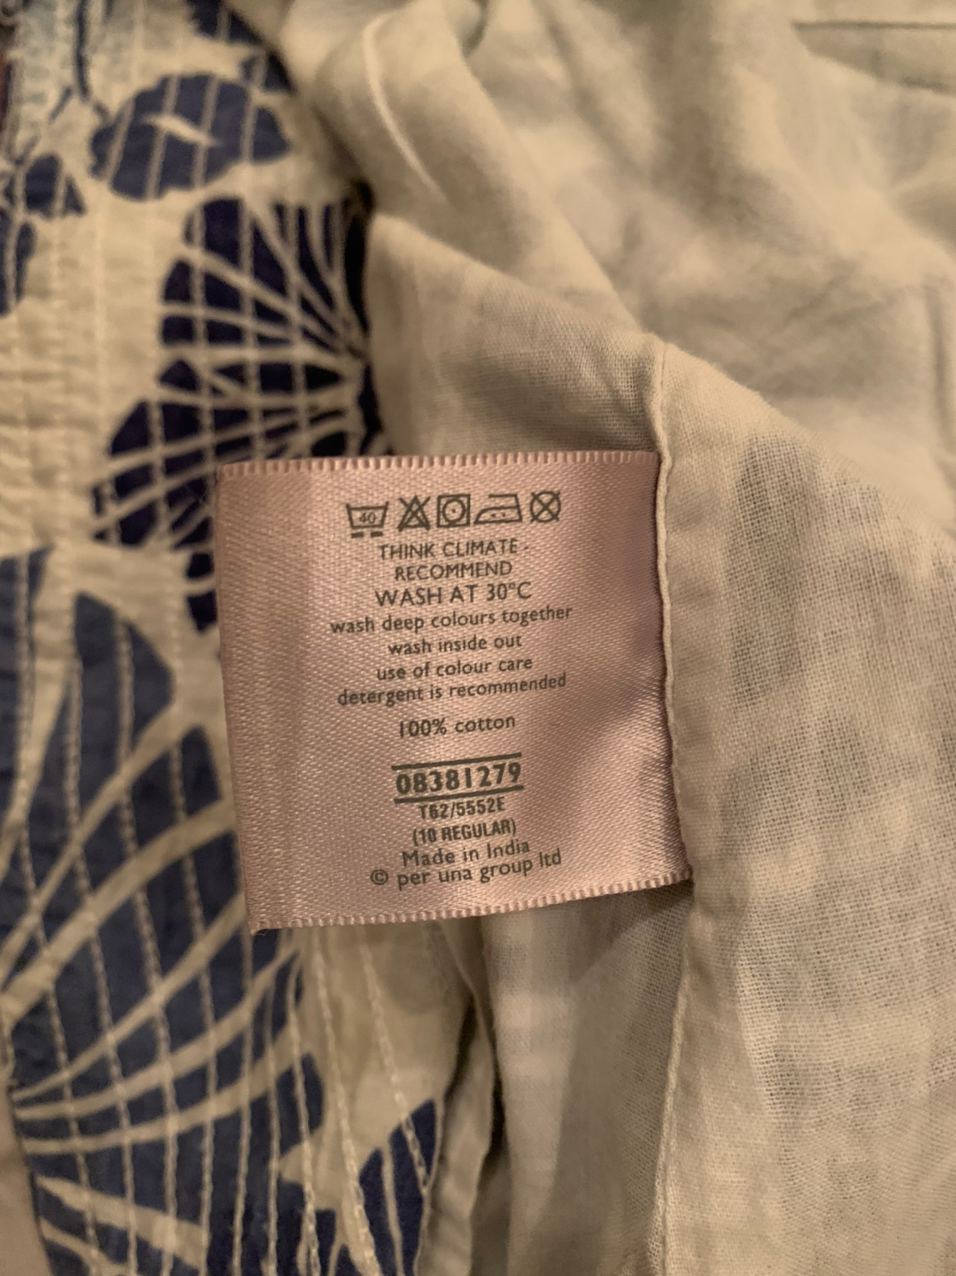 40
THINK CLIMATE -
RECOMMEND
WASH AT 30°C
wash deep colours together
wash inside out
use of colour care
detergent is recommended
100% cotton
08381279
T62/5552E
(10 REGULAR)
Made in India
© per una group ltd